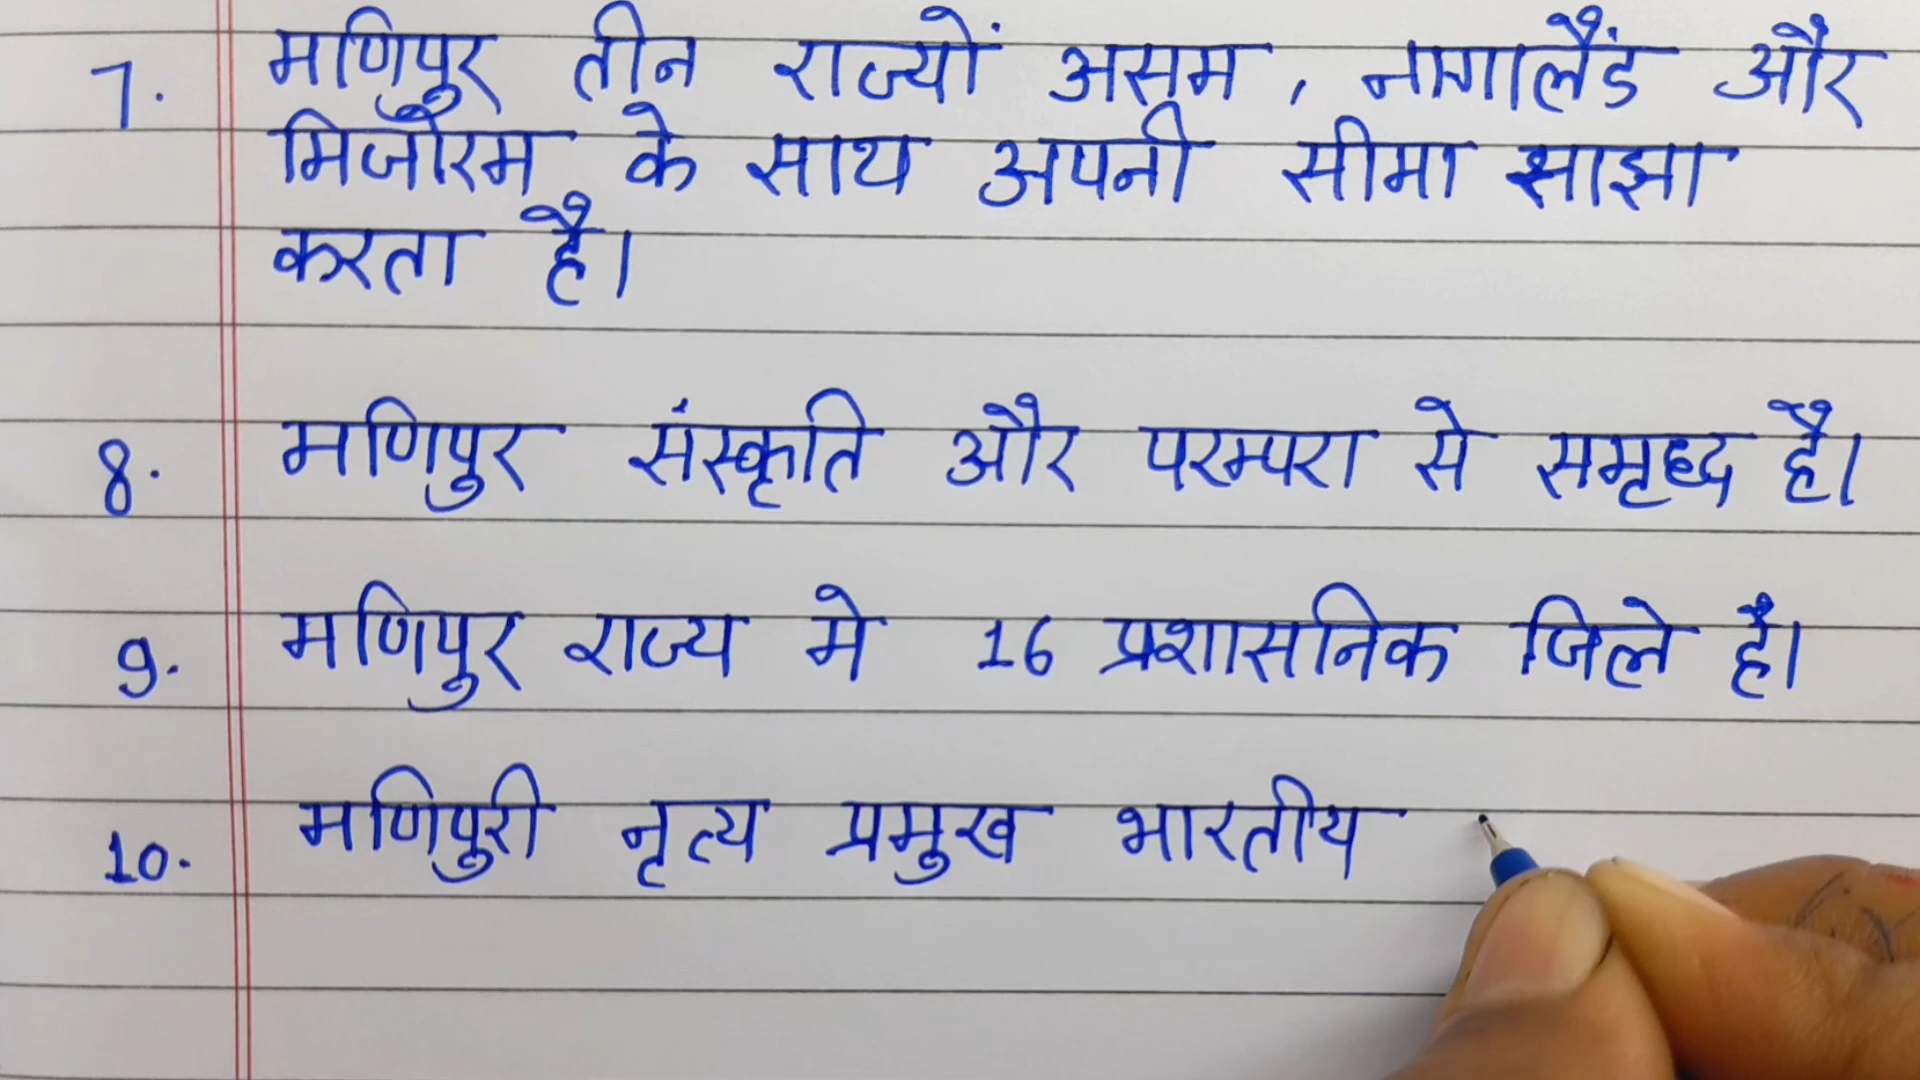 7. मणिपुर तीन राज्यों असम, नागालैंड और
मिजोरम के साथ अपनी सीमा साझा
करता है।
8. मणिपुर संस्कृति और परम्परा से समृद्ध है।
9. मणिपुर राज्य मे 16 प्रशासनिक जिले है।
10. मणिपुरी नृत्य प्रमुख भारतीय